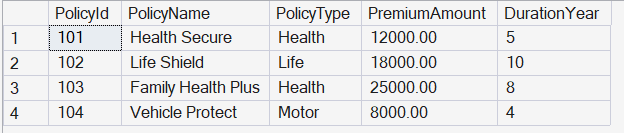 PolicyId PolicyName PolicyType PremiumAmount DurationYear
1 101 Health Secure Health 12000.00 5
2 102 Life Shield Life 18000.00 10
3 103 Family Health Plus Health 25000.00 8
4 104 Vehicle Protect Motor 8000.00 4